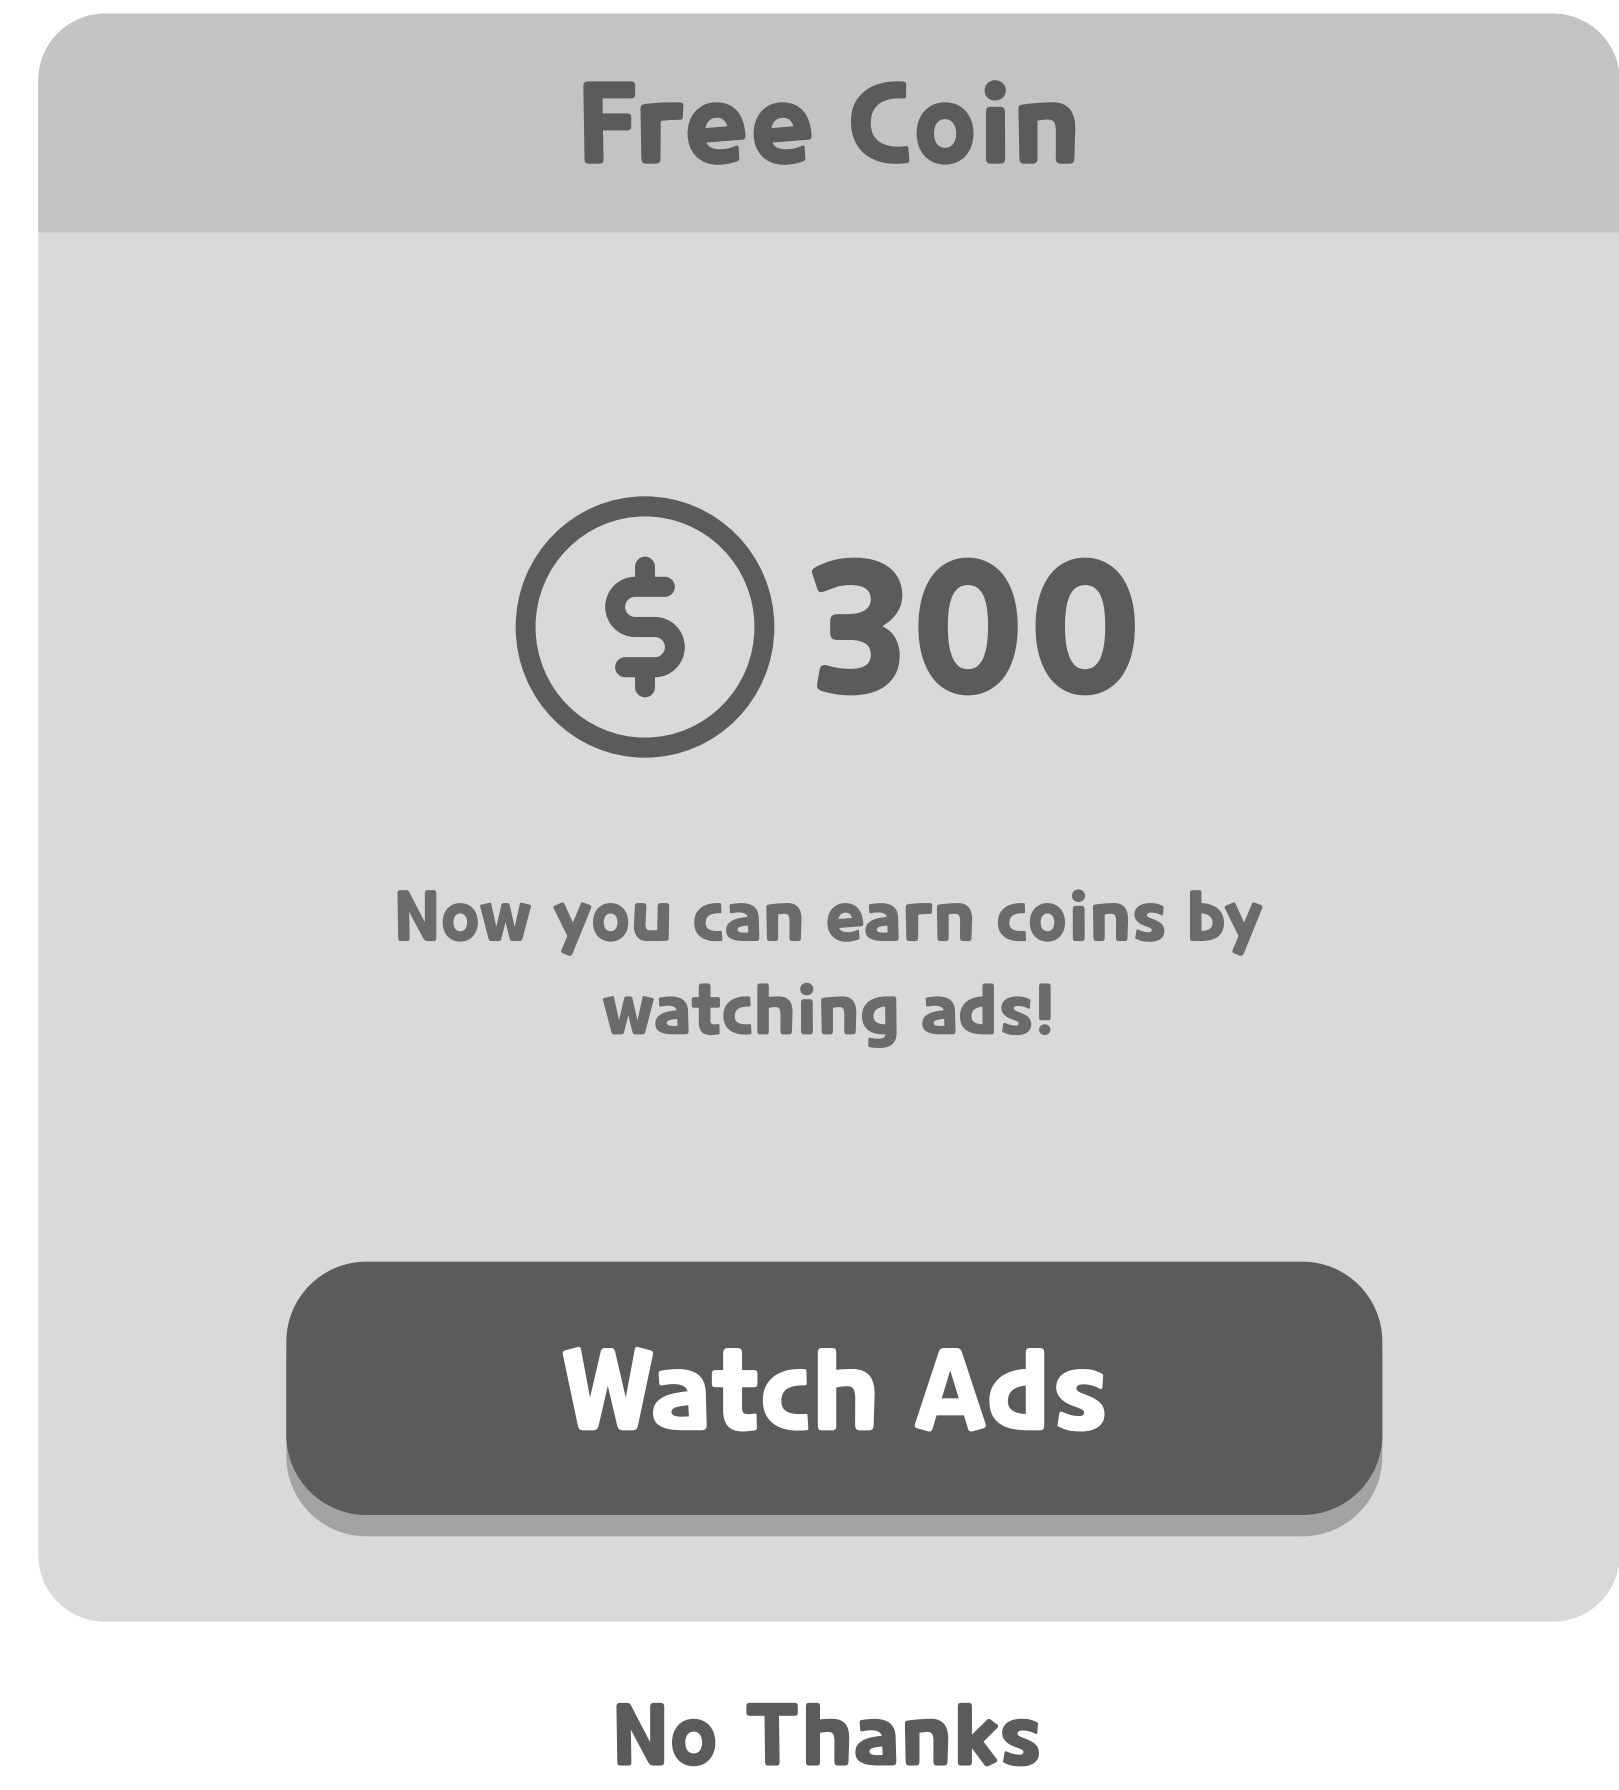 Free Coin
$ 300
Now you can earn coins by
watching ads!
Watch Ads
No Thanks